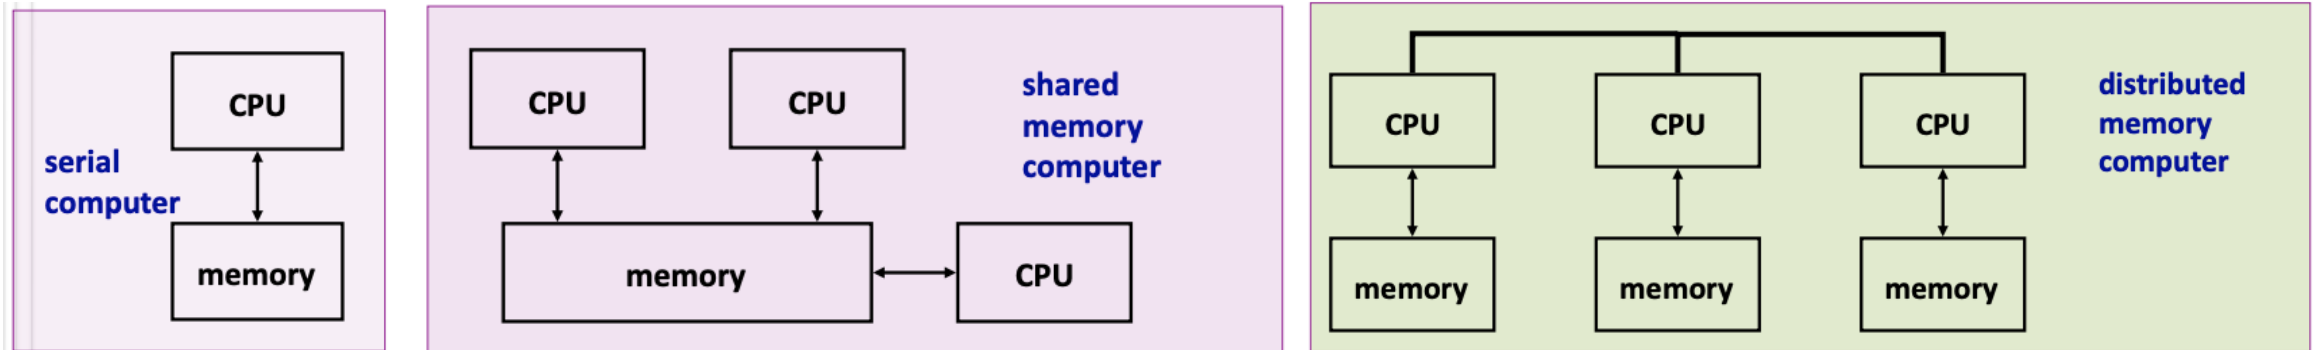 CPU
serial
computer
memory
CPU
CPU
shared
memory
computer
memory
CPU
CPU
CPU
CPU
distributed
memory
computer
memory
memory
memory